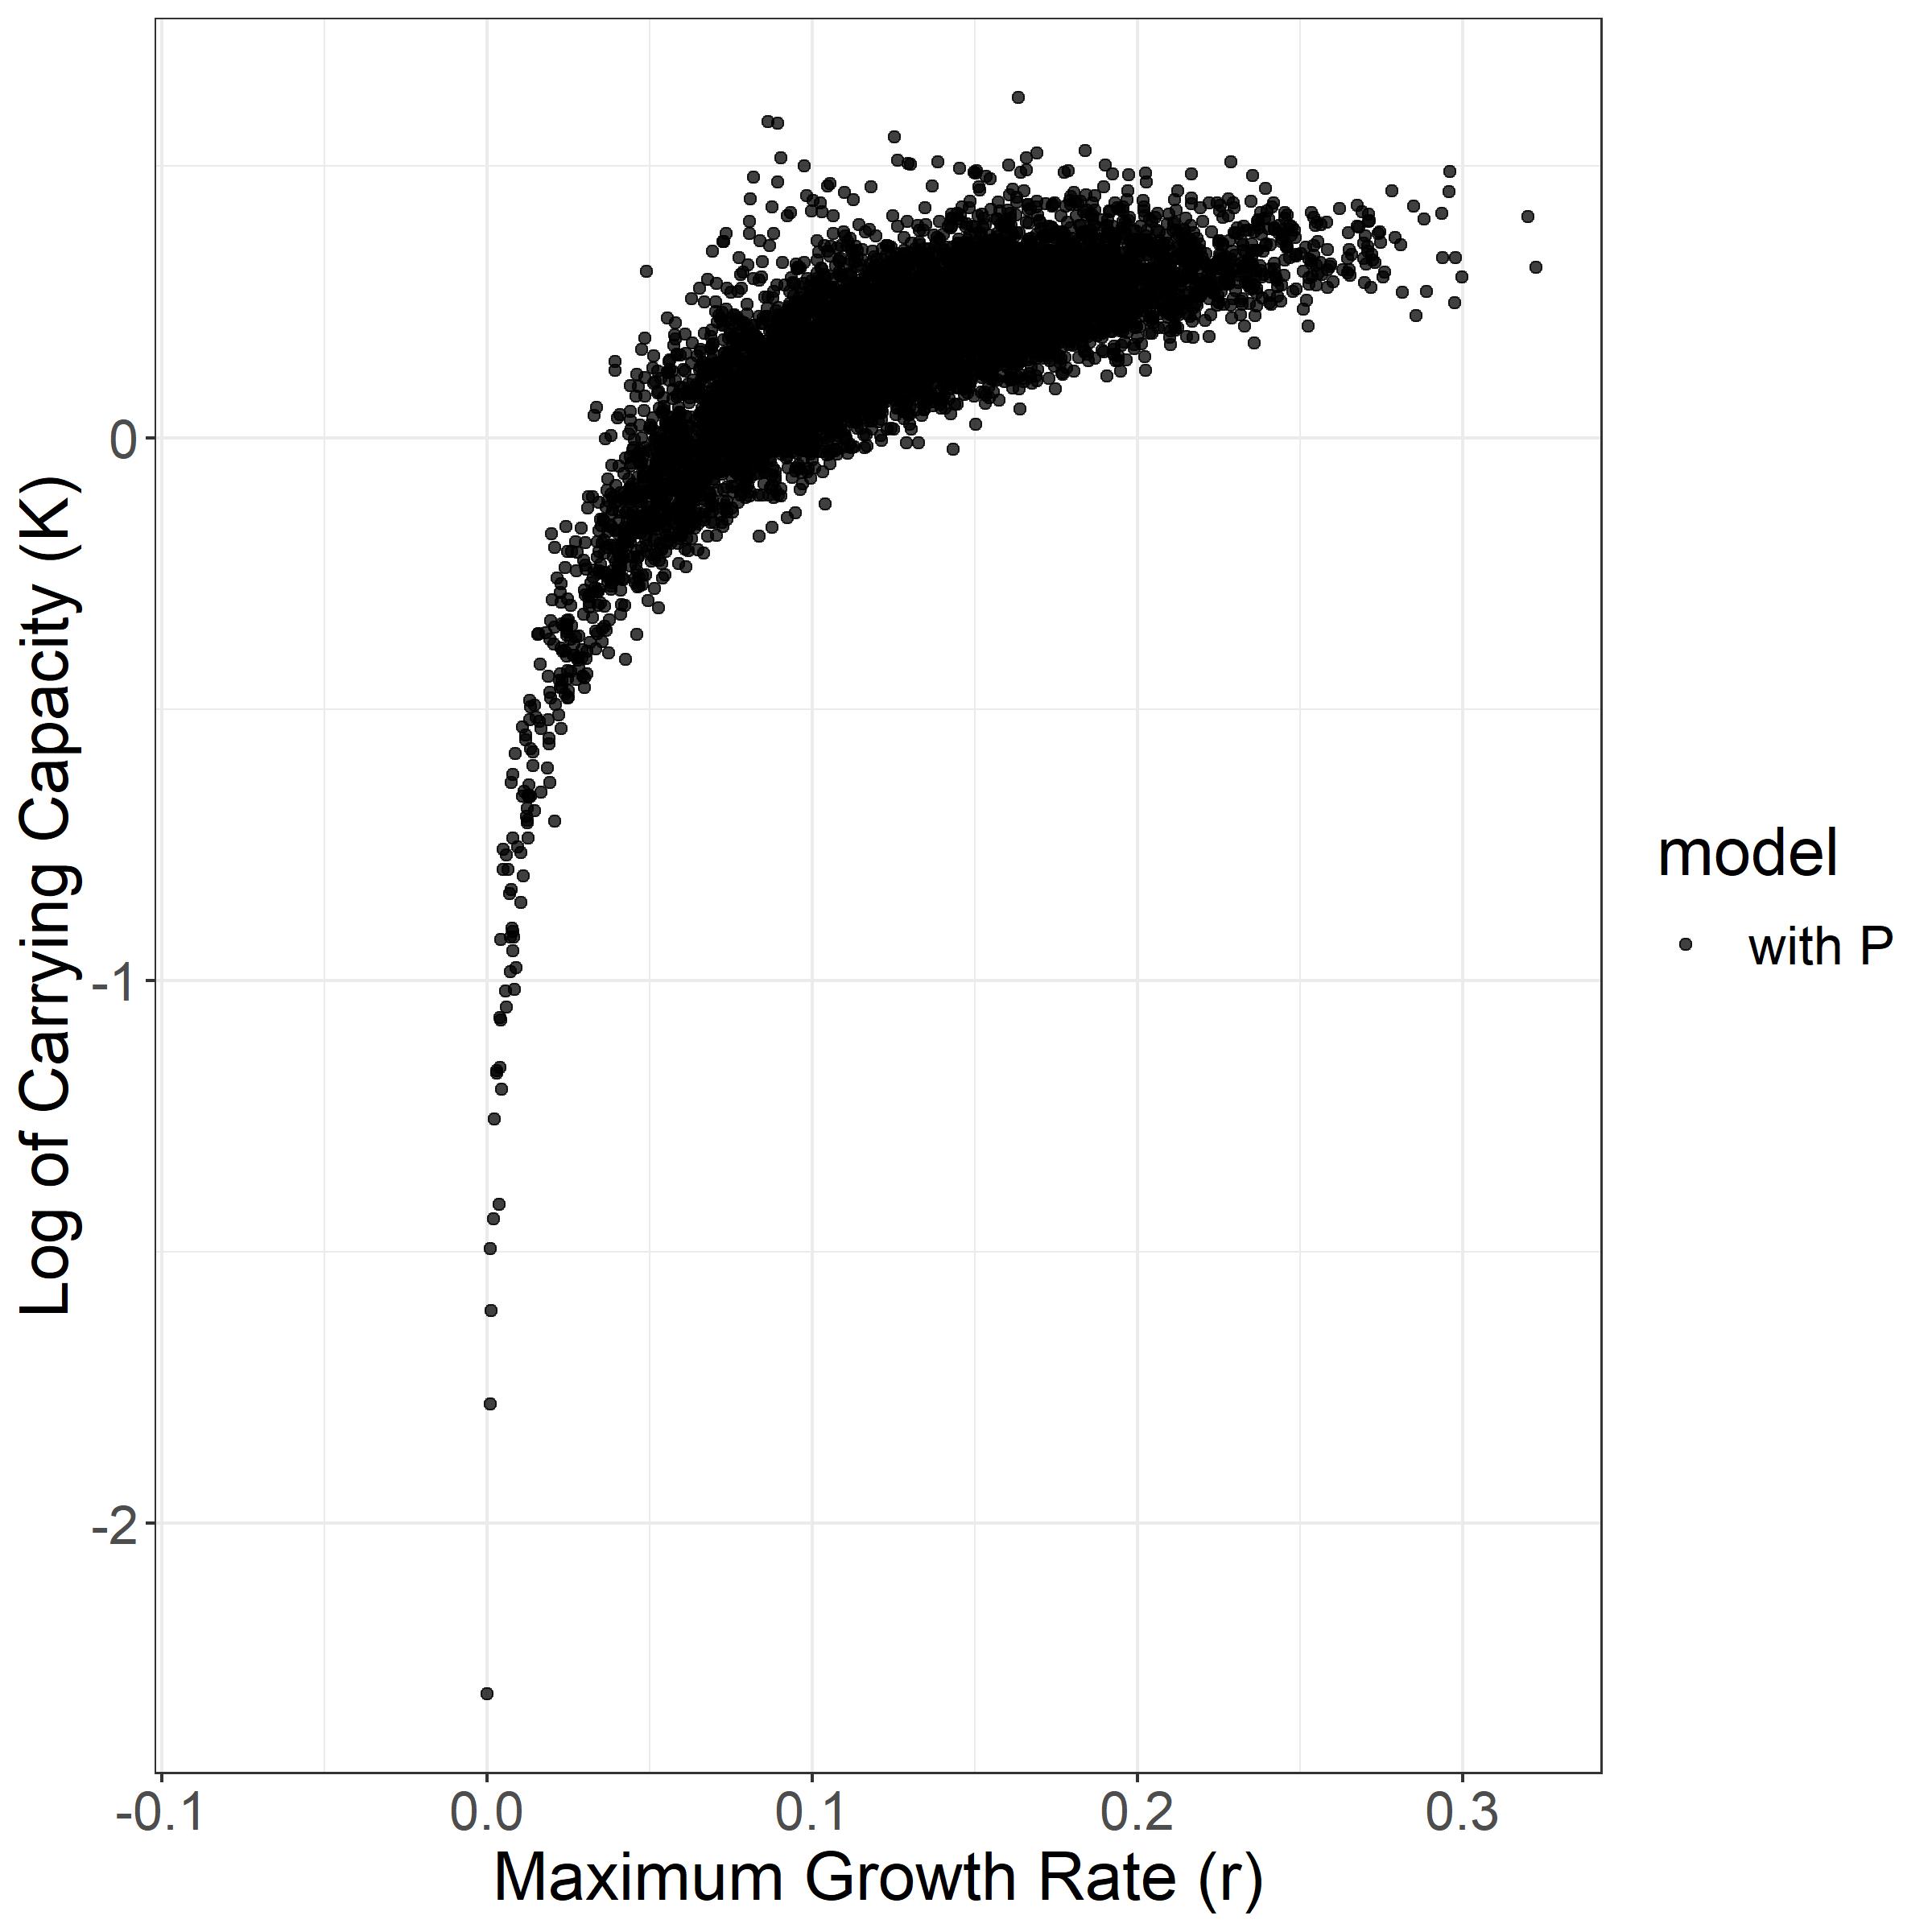 Log of Carrying Capacity (K)
0
-1
-2
-0.1
0.0
0.1
0.2
0.3
Maximum Growth Rate (r)
model
with P